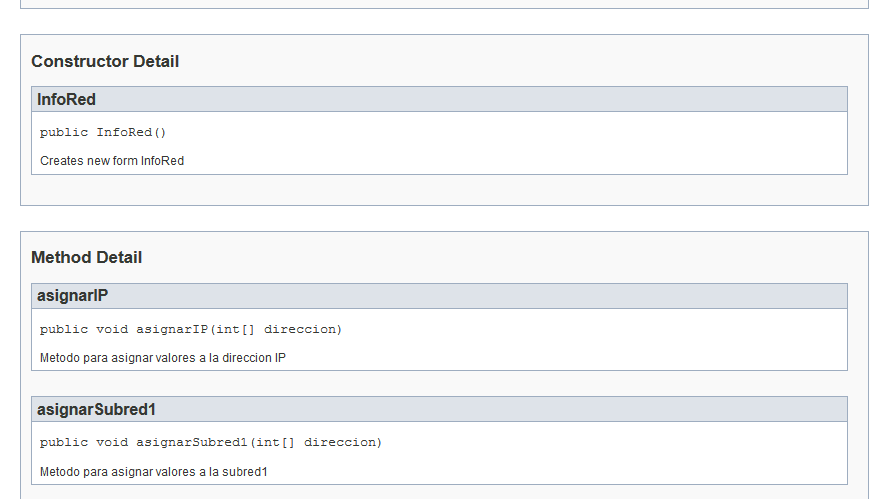 Constructor Detail
InfoRed
public InfoRed()
Creates new form InfoRed
Method Detail
asignarIP
public void asignarIP(int[] direccion)
Metodo para asignar valores a la direccion IP
asignarSubred1
public void asignarSubred1(int[] direccion)
Metodo para asignar valores a la subred1